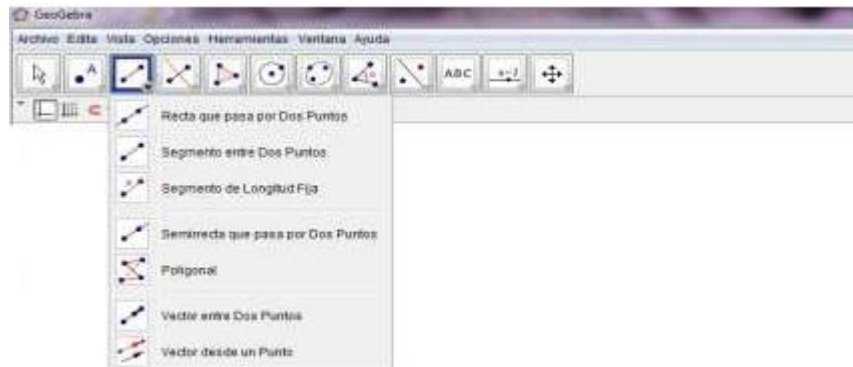 GeoGebra
Archivo Edita Vista Opciones Herramientas Ventana Ayuda
A ABC a=2
Recta que pasa por Dos Puntos
Segmento entre Dos Puntos
Segmento de Longitud Fija
Semirrecta que pasa por Dos Puntos
Poligonal
Vector entre Dos Puntos
Vector desde un Punto